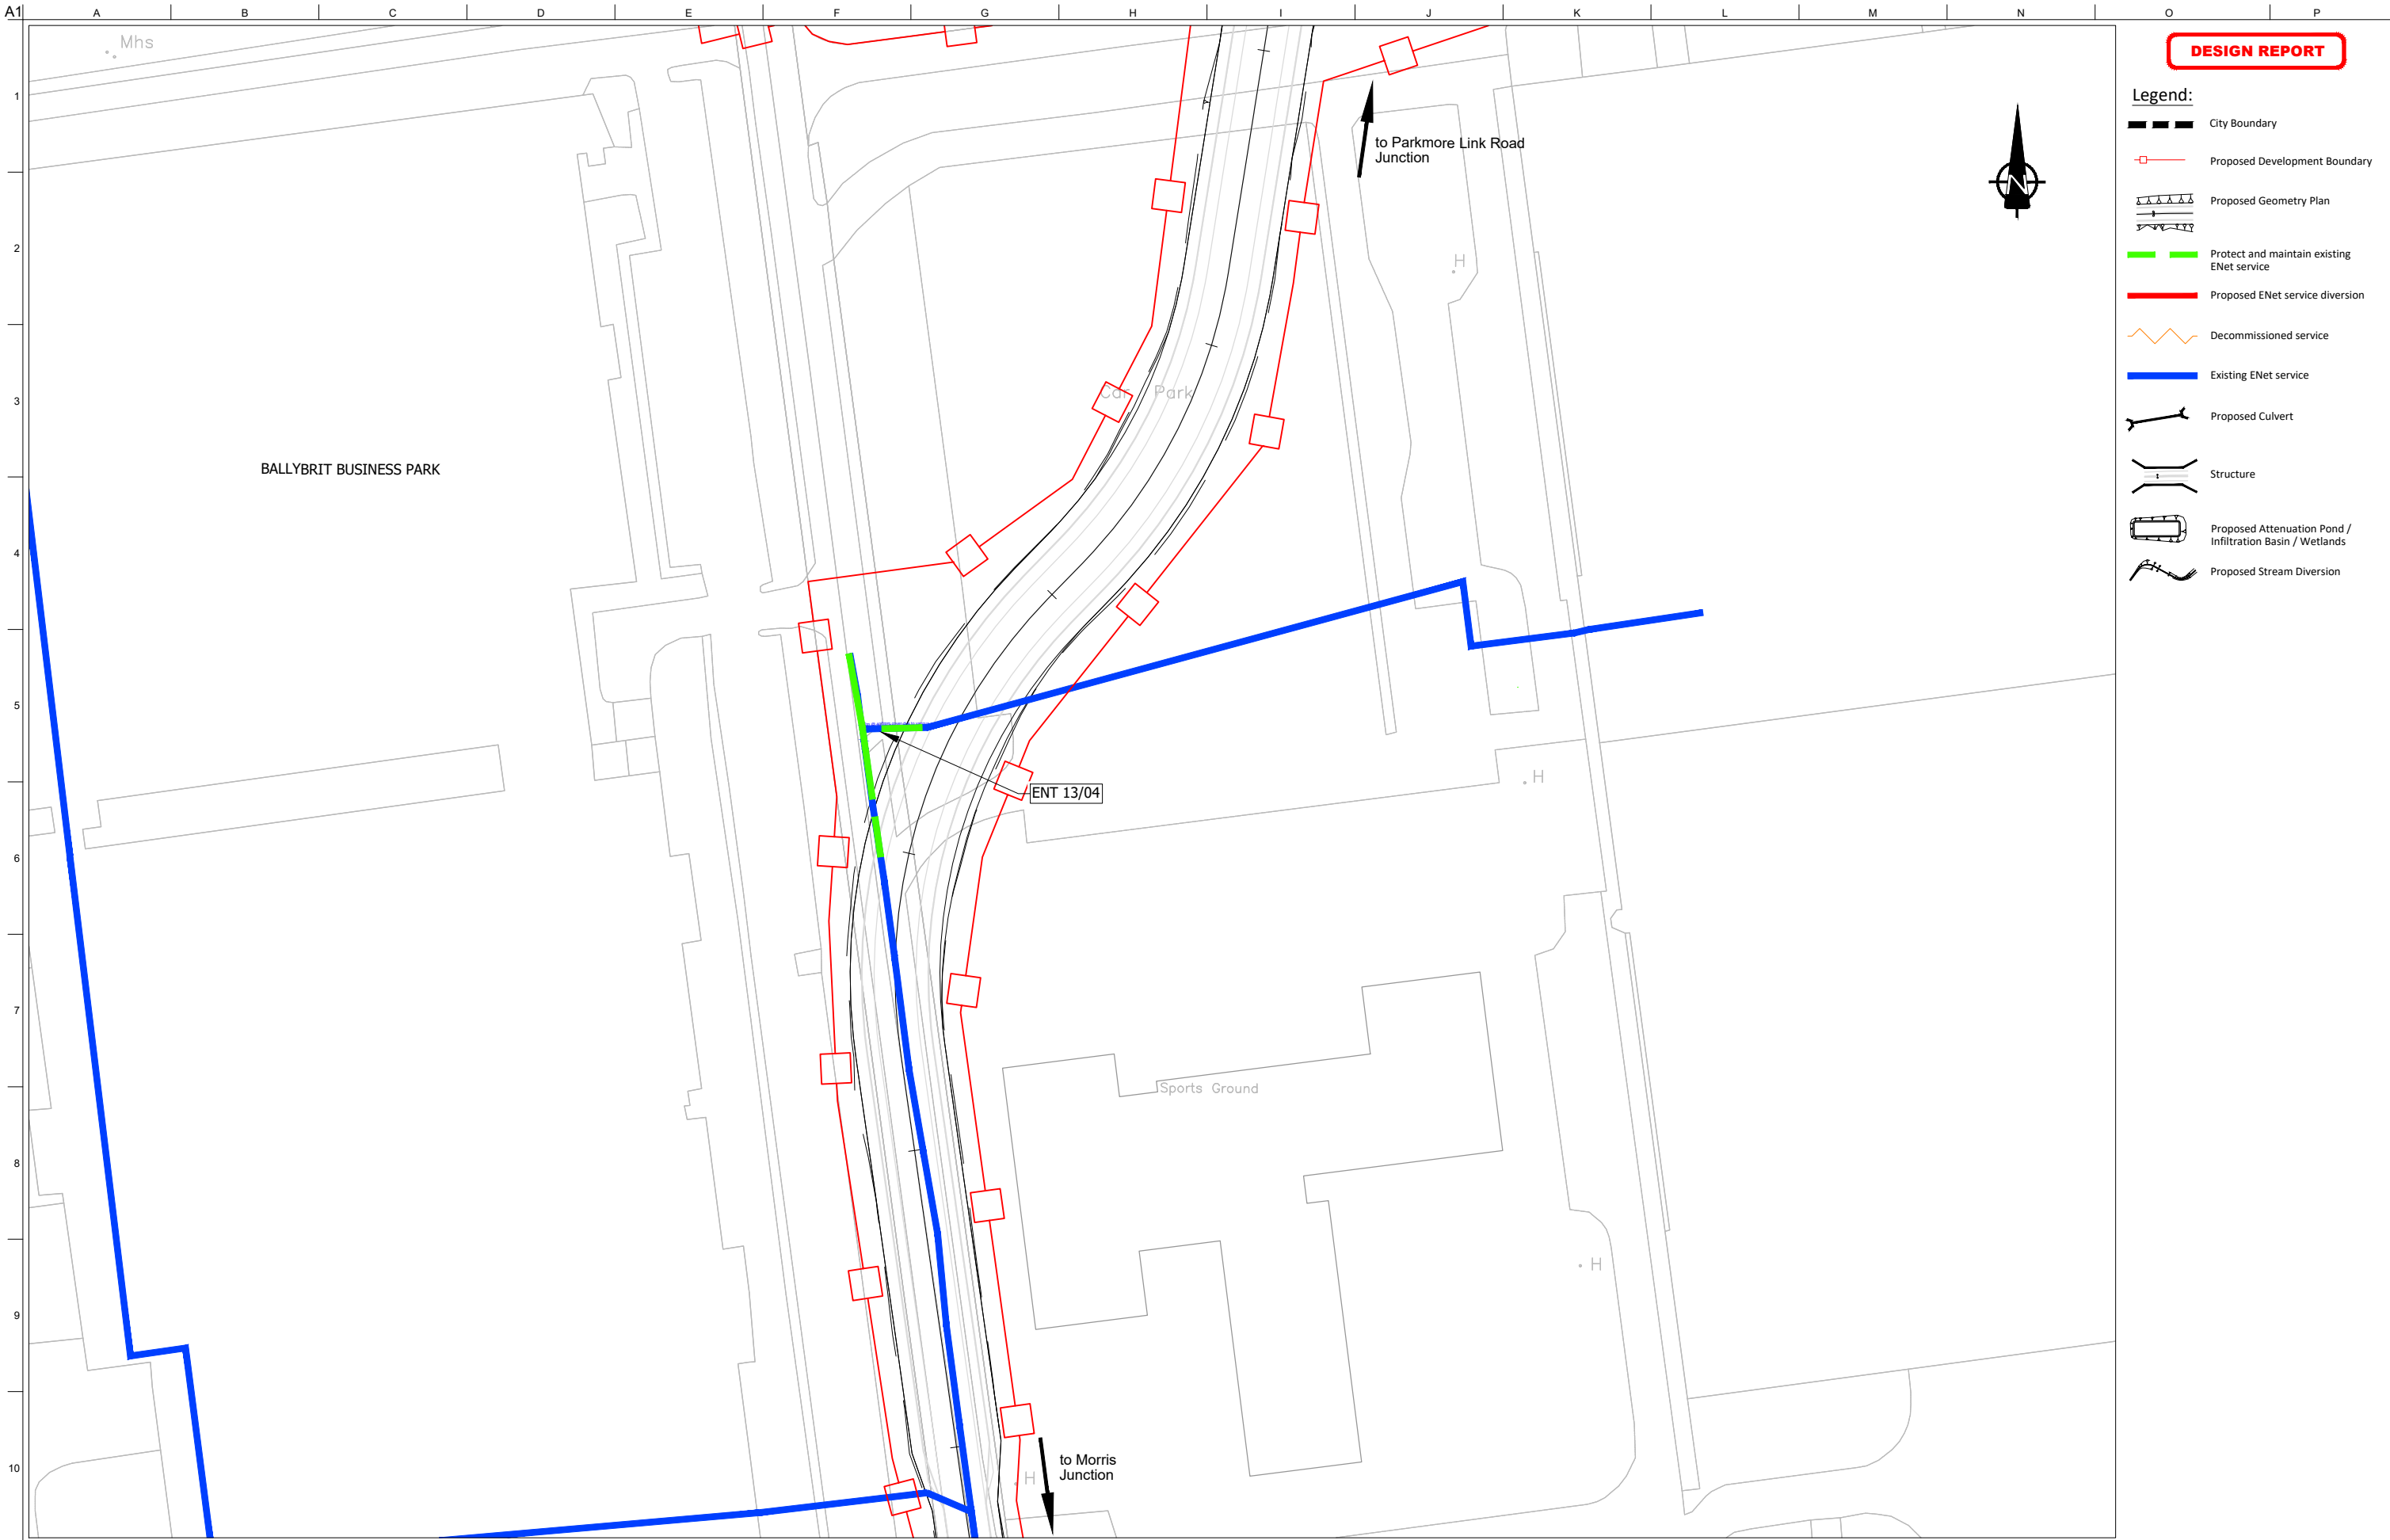 A1
A B C D E F G H I J K L M N O P
1
2
3
4
5
6
7
8
9
10
Mhs
to Parkmore Link Road
Junction
H
Car Park
BALLYBRIT BUSINESS PARK
H
ENT 13/04
Sports Ground
H
to Morris
Junction
H
N
DESIGN REPORT
Legend:
City Boundary
Proposed Development Boundary
Proposed Geometry Plan
Protect and maintain existing
ENet service
Proposed ENet service diversion
Decommissioned service
Existing ENet service
Proposed Culvert
Structure
Proposed Attenuation Pond /
Infiltration Basin / Wetlands
Proposed Stream Diversion